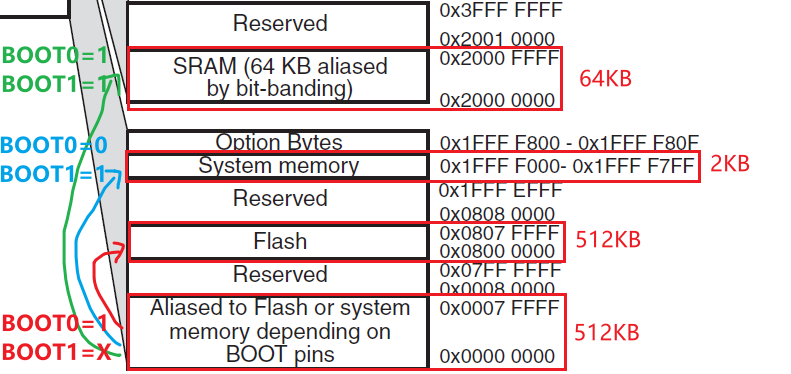 Reserved
0x3FFF FFFF
0x2001 0000
BOOT0=1
BOOT1=1
SRAM (64 KB aliased
by bit-banding)
0x2000 FFFF
0x2000 0000
64KB
BOOT0=0
BOOT1=1
Option Bytes
0x1FFF F800 - 0x1FFF F80F
System memory
0x1FFF F000- 0x1FFF F7FF
2KB
Reserved
0x1FFF EFFF
0x0808 0000
Flash
0x0807 FFFF
0x0800 0000
512KB
Reserved
0x07FF FFFF
0x0008 0000
BOOT0=1
BOOT1=X
Aliased to Flash or system
memory depending on
BOOT pins
0x0007 FFFF
0x0000 0000
512KB